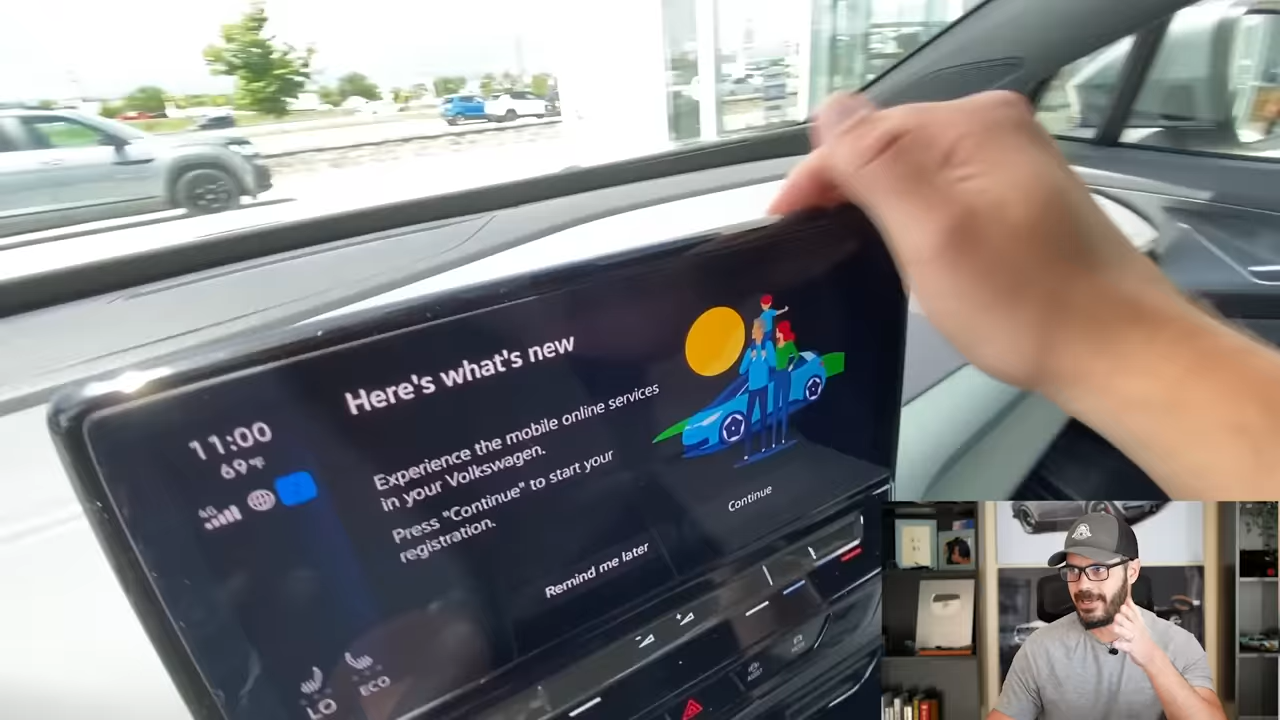 Here's what's new
11:00
69°F
4G
Experience the mobile online services
in your Volkswagen.
Press "Continue" to start your
registration.
Continue
Remind me later
LO
ECO